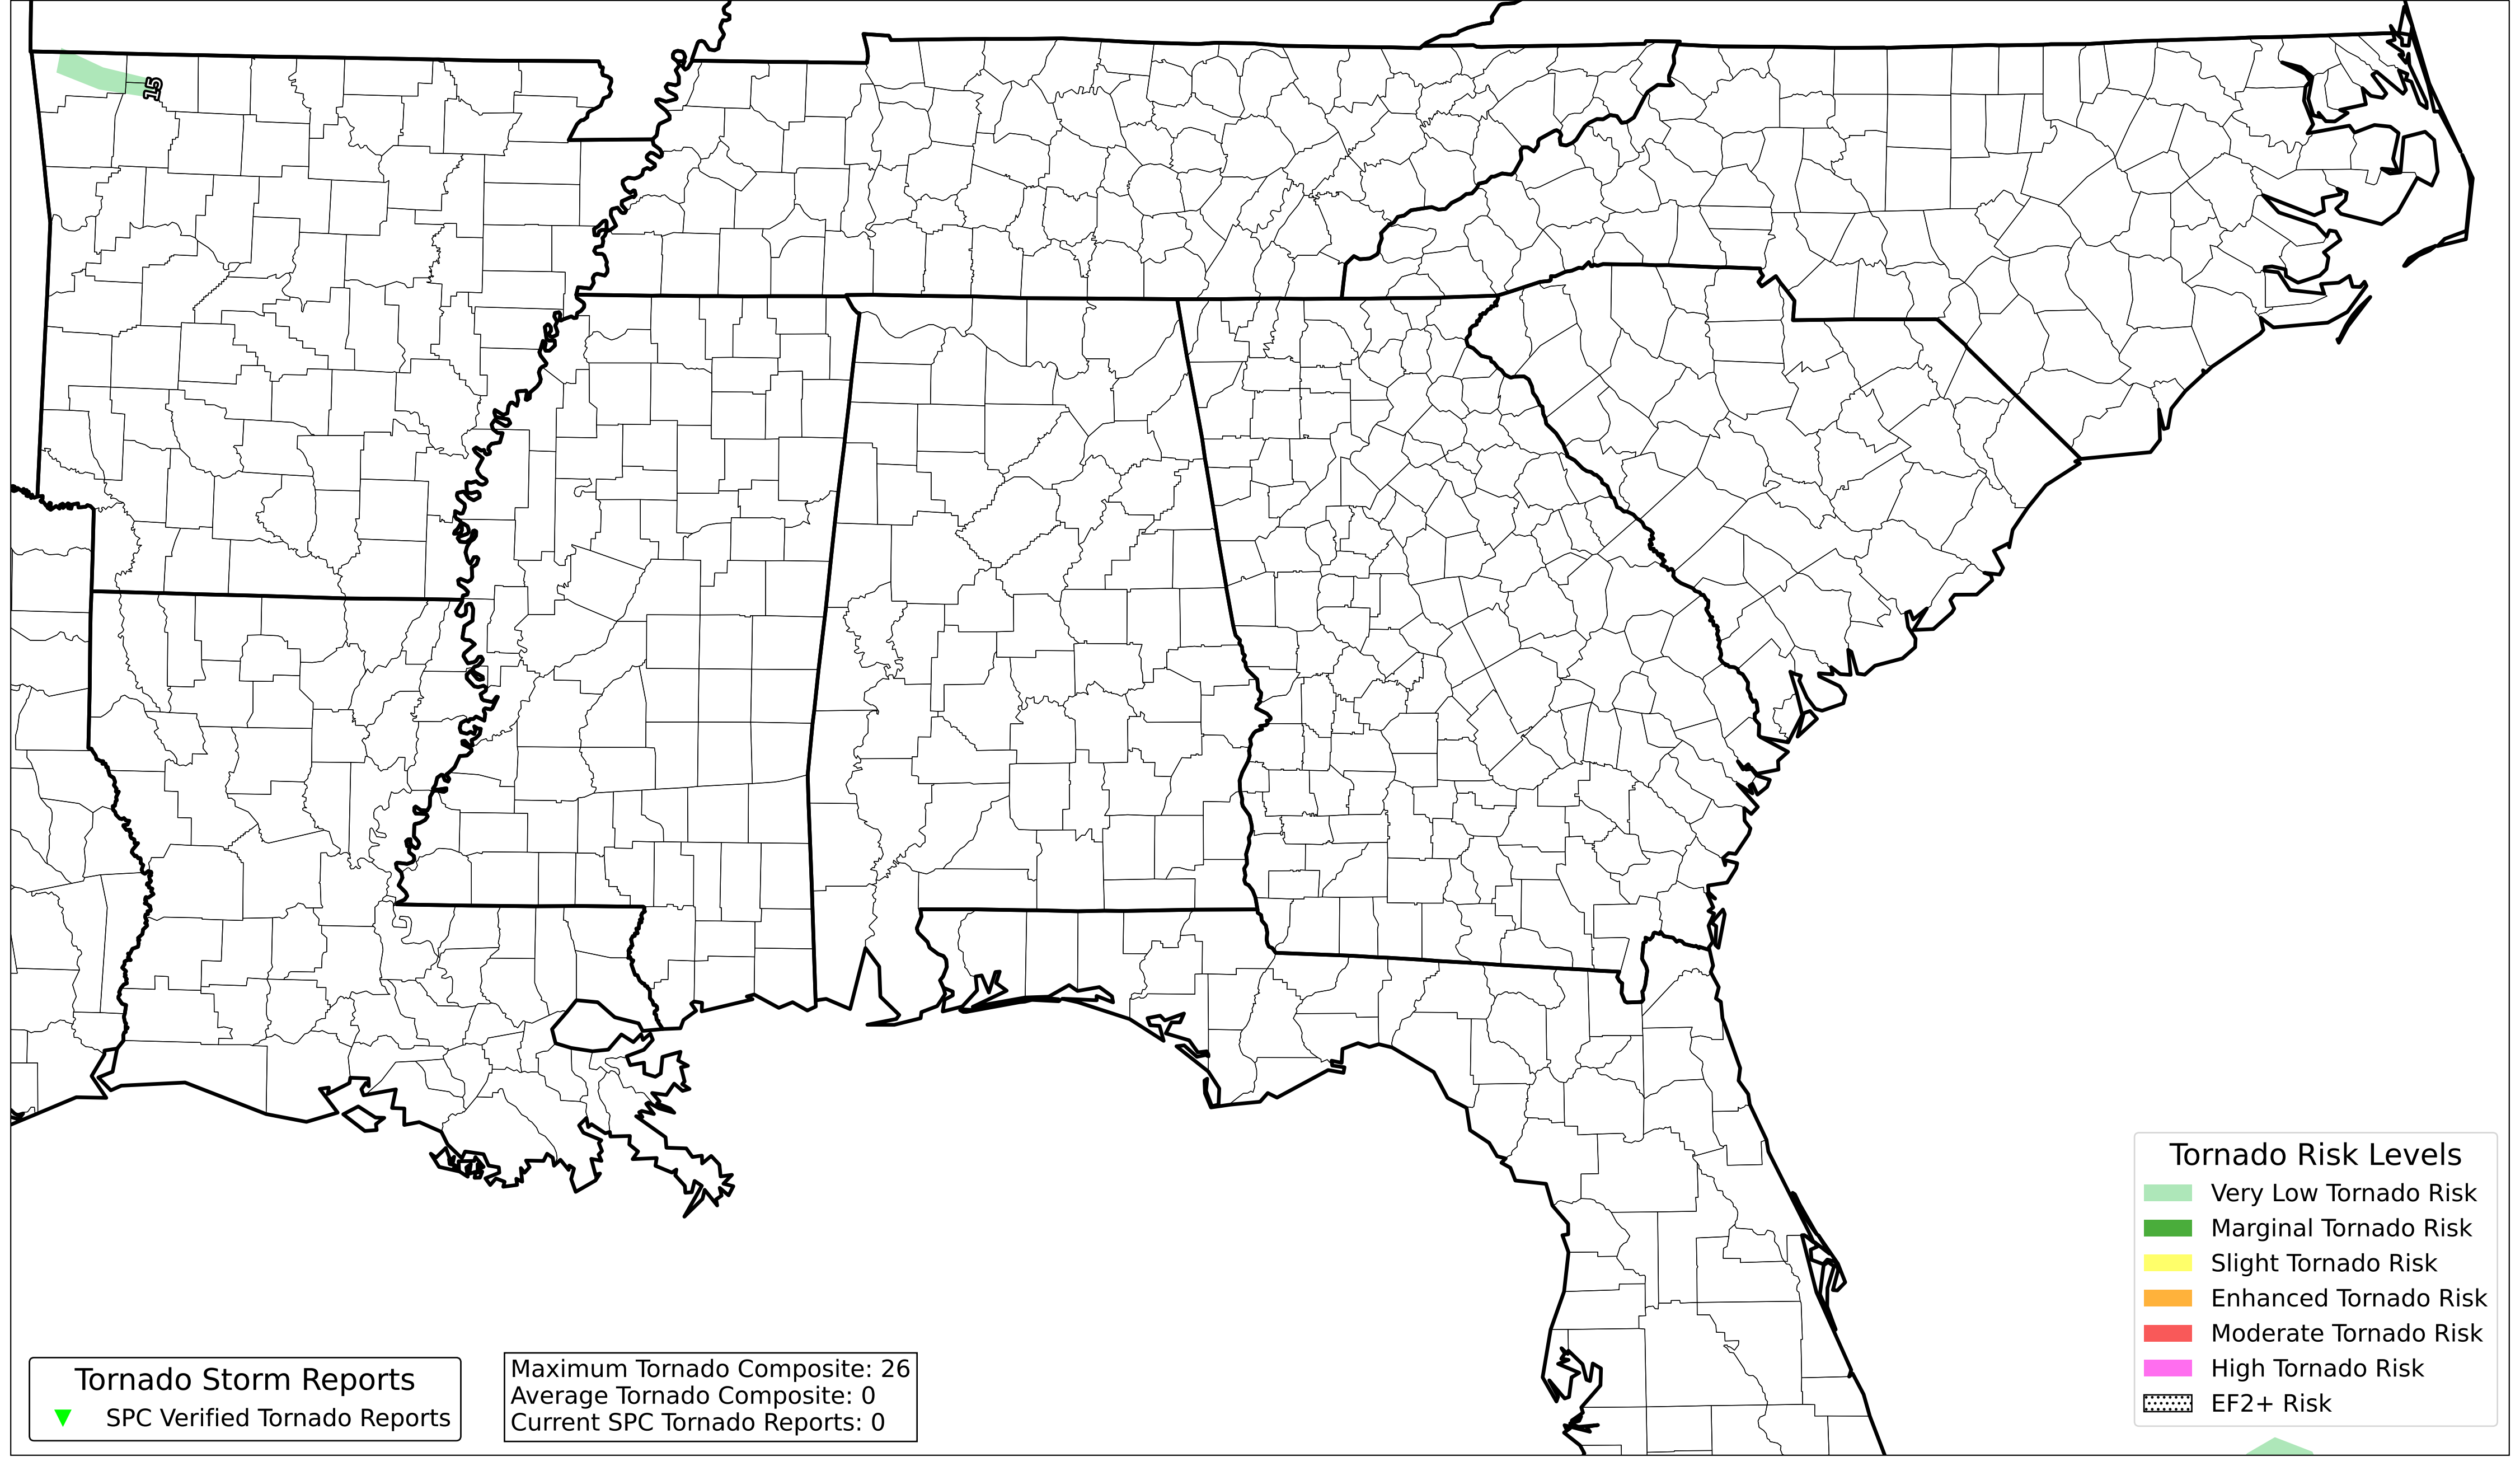 15
Tornado Risk Levels
Very Low Tornado Risk
Marginal Tornado Risk
Slight Tornado Risk
Enhanced Tornado Risk
Moderate Tornado Risk
High Tornado Risk
EF2+ Risk
Tornado Storm Reports
SPC Verified Tornado Reports
Maximum Tornado Composite: 26
Average Tornado Composite: 0
Current SPC Tornado Reports: 0